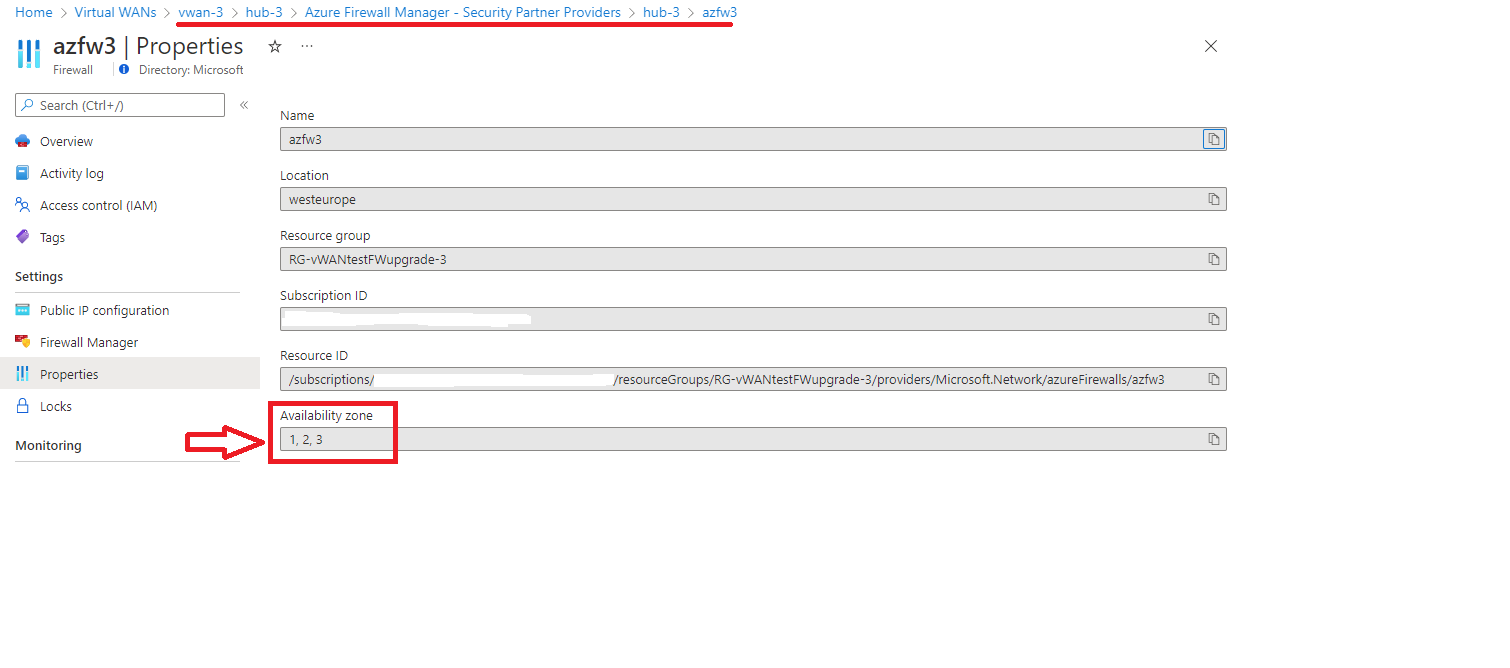 Home > Virtual WANs > vwan-3 > hub-3 > Azure Firewall Manager - Security Partner Providers > hub-3 > azfw3
azfw3 | Properties
Firewall
Directory: Microsoft
Search (Ctrl+/)
Overview
Activity log
Access control (IAM)
Tags
Settings
Public IP configuration
Firewall Manager
Properties
Locks
Monitoring
Name
azfw3
Location
westeurope
Resource group
RG-vWANtestFWupgrade-3
Subscription ID
Resource ID
/subscriptions/ /resourceGroups/RG-vWANtestFWupgrade-3/providers/Microsoft.Network/azureFirewalls/azfw3
Availability zone
1, 2, 3